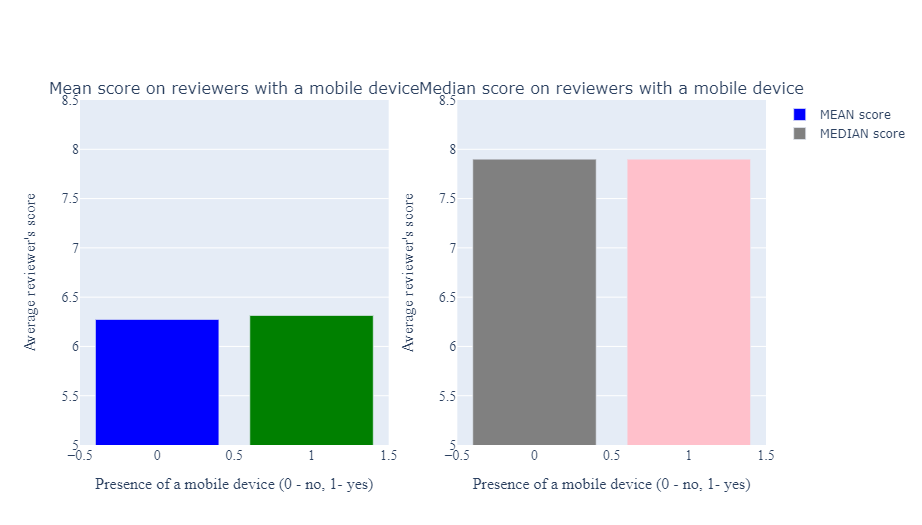 Mean score on reviewers with a mobile device
Median score on reviewers with a mobile device
MEAN score
MEDIAN score
Average reviewer's score
8.5
8
7.5
7
6.5
6
5.5
5
−0.5 0 0.5 1 1.5
Presence of a mobile device (0 - no, 1- yes)
Average reviewer's score
8.5
8
7.5
7
6.5
6
5.5
5
−0.5 0 0.5 1 1.5
Presence of a mobile device (0 - no, 1- yes)